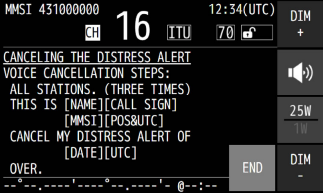 MMSI 431000000 12:34(UTC) DIM
+
CH 16 ITU 70
CANCELING THE DISTRESS ALERT
VOICE CANCELLATION STEPS:
ALL STATIONS. (THREE TIMES)
THIS IS [NAME][CALL SIGN]
[MMSI][POS&UTC]
25W
1W
CANCEL MY DISTRESS ALERT OF
[DATE][UTC]
OVER.
END
DIM
-
--°--.----'----°--.----'- @--:--